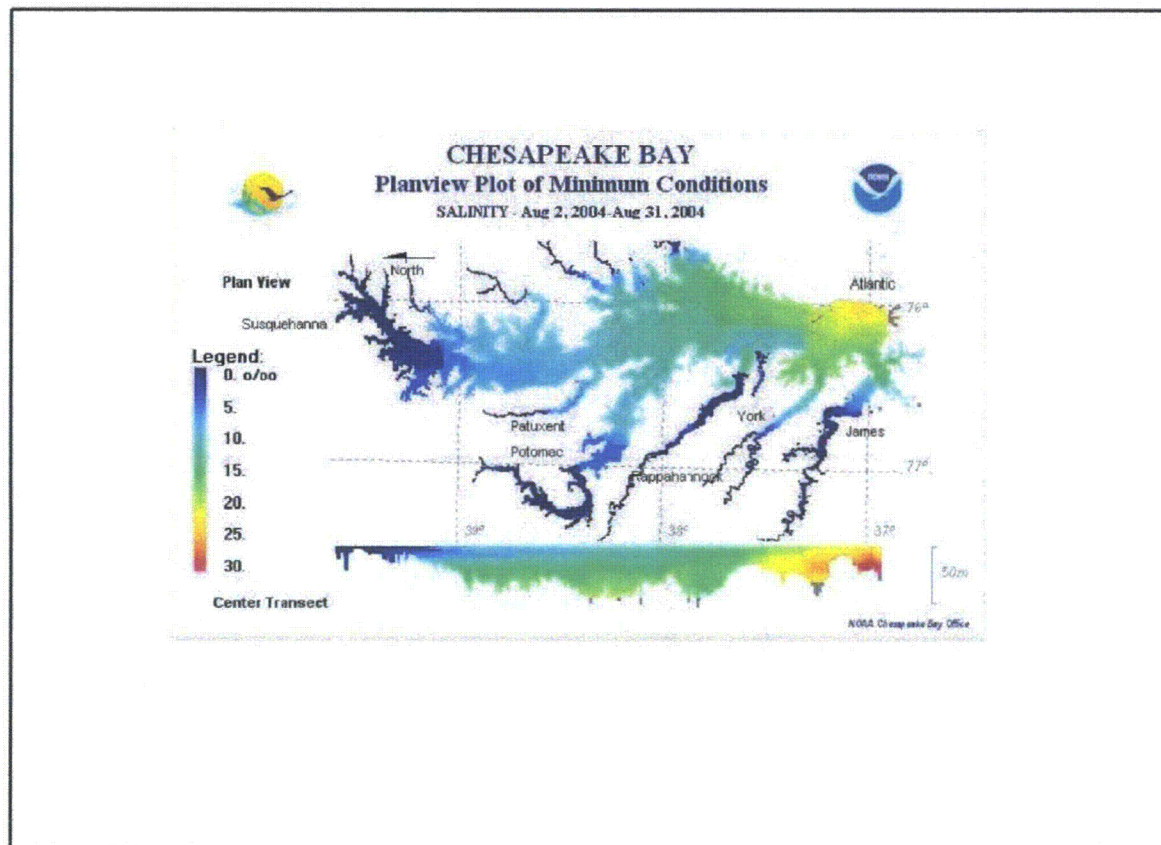 CHESAPEAKE BAY
Planview Plot of Minimum Conditions
SALINITY - Aug 2, 2004-Aug 31, 2004
NOAA
North
Plan View
Atlantic
76°
Susquehanna
Legend:
0. o/oo
5.
10.
15.
20.
25.
30.
Patuxent
York
Potomac
James
Rappahannock
77°
39°
38°
37°
50m
Center Transect
NOAA Chesapeake Bay Office